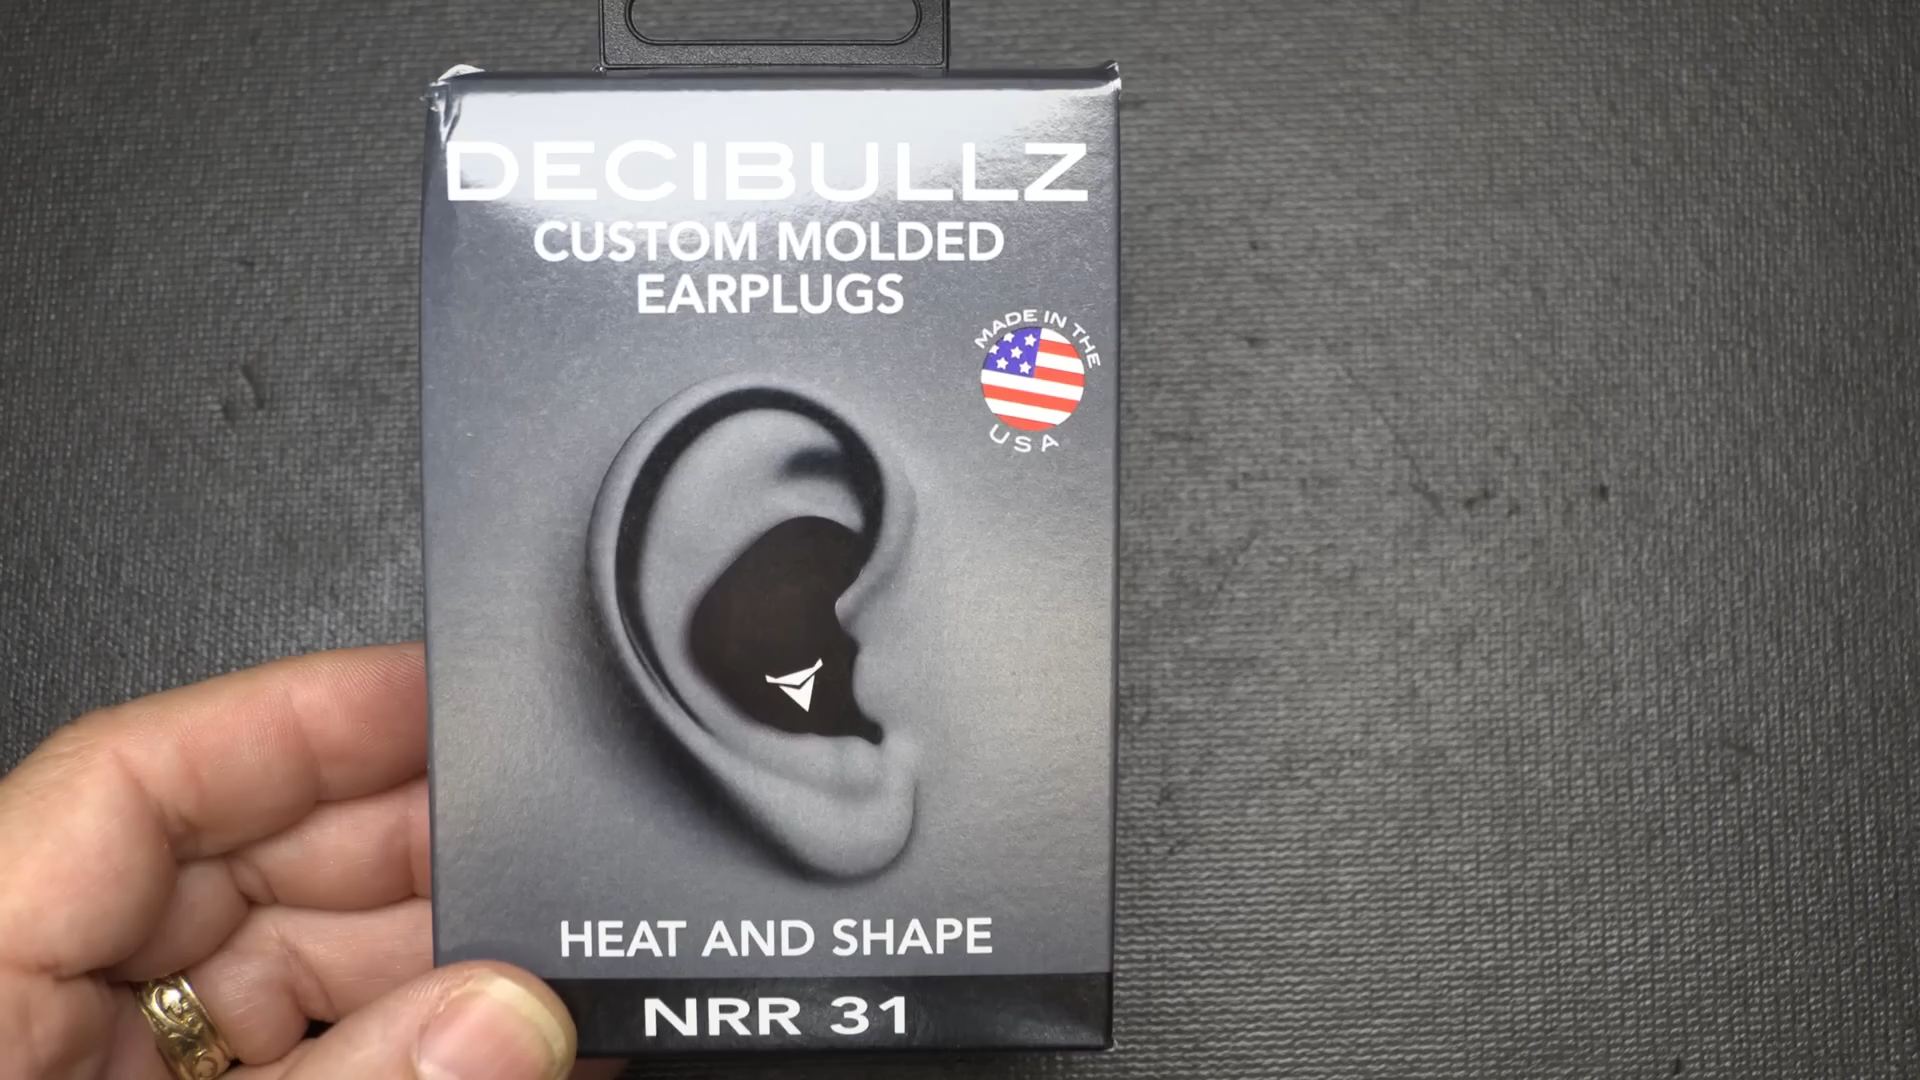 DECIBULLZ
CUSTOM MOLDED
EARPLUGS
MADE IN THE
USA
HEAT AND SHAPE
NRR 31